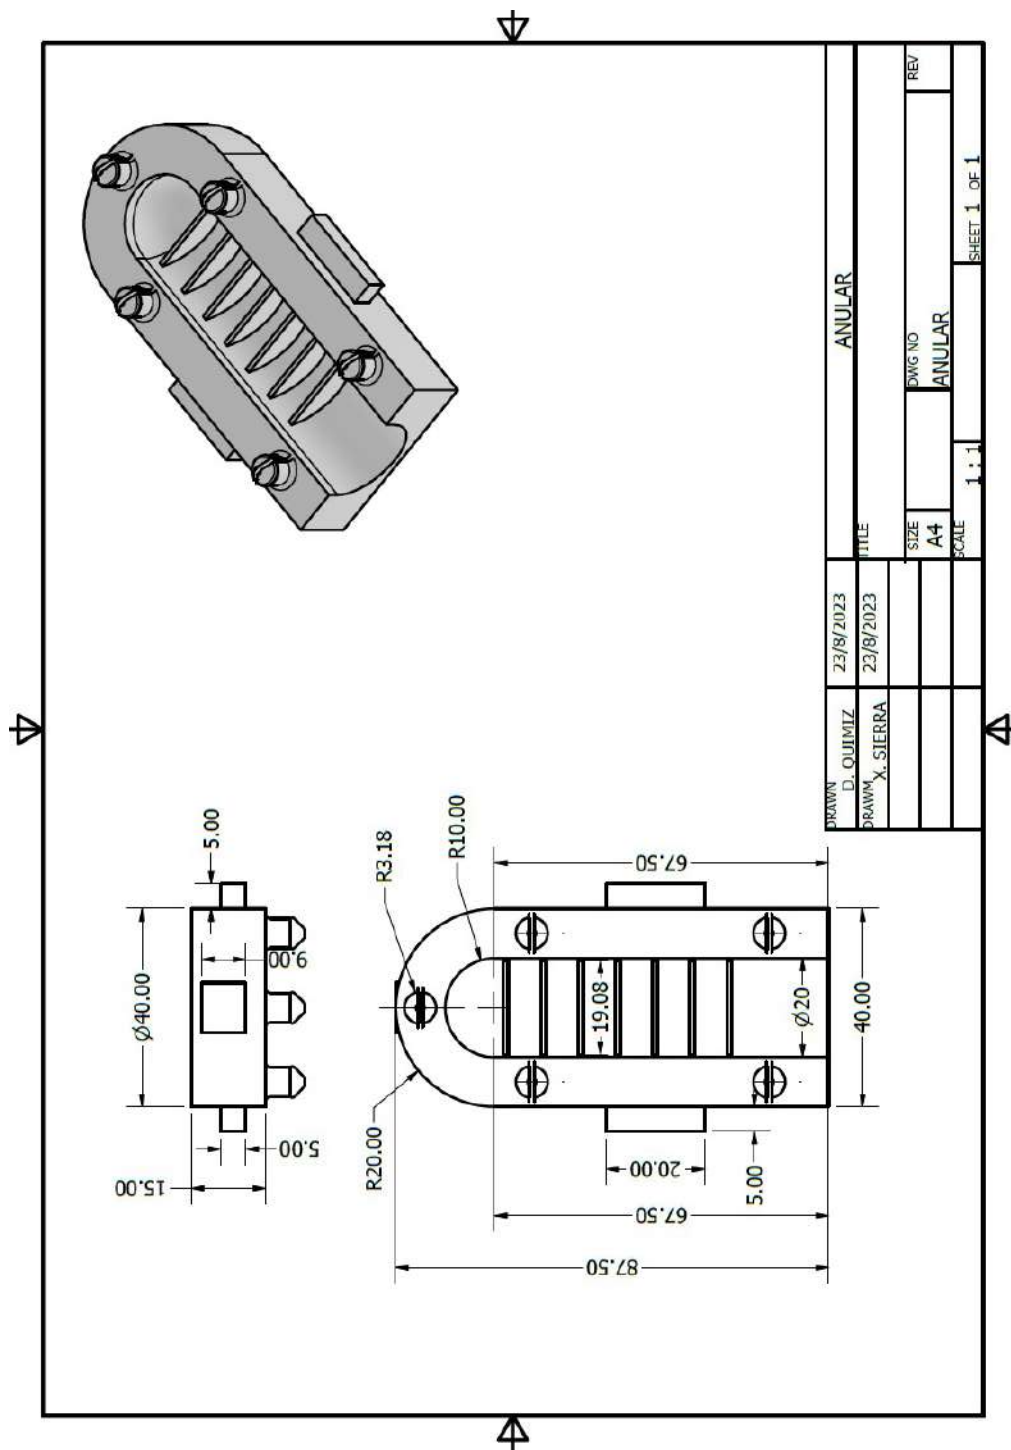 5.00
Ø40.00
9.00
5.00
15.00
R3.18
R10.00
67.50
R20.00
19.08
Ø20
40.00
20.00
5.00
67.50
87.50
DRAWN
D. QUIMIZ
23/8/2023
ANULAR
DRAWM
X. SIERRA
23/8/2023
TITLE
SIZE
A4
DWG NO
ANULAR
REV
SCALE
1 : 1
SHEET 1 OF 1